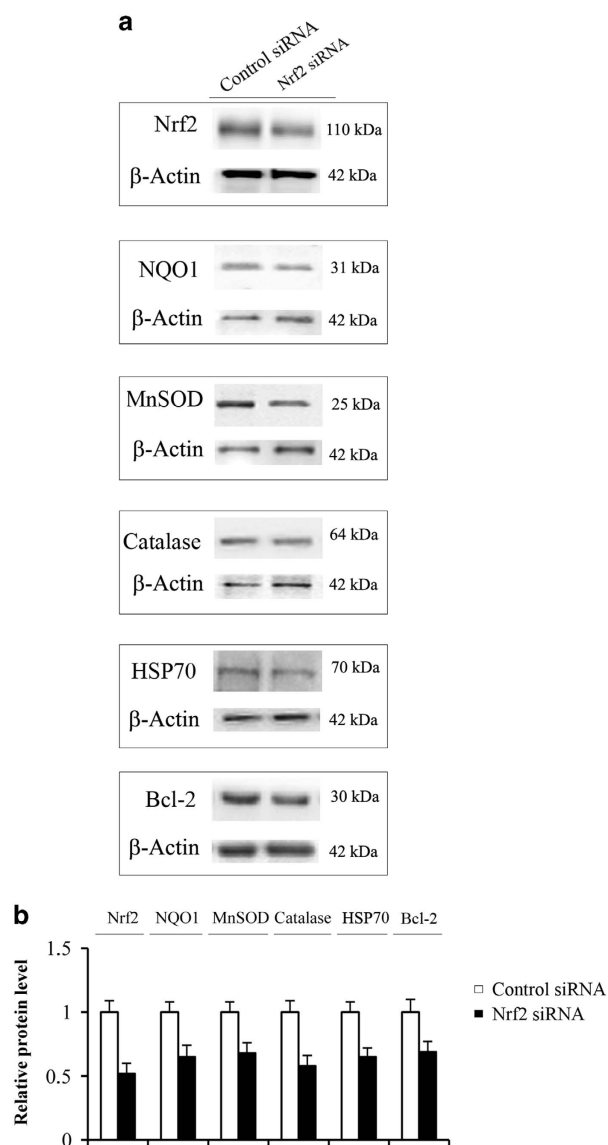 a
Control siRNA
Nrf2 siRNA
Nrf2
110 kDa
β-Actin
42 kDa
NQO1
31 kDa
β-Actin
42 kDa
MnSOD
25 kDa
β-Actin
42 kDa
Catalase
64 kDa
β-Actin
42 kDa
HSP70
70 kDa
β-Actin
42 kDa
Bcl-2
30 kDa
β-Actin
42 kDa
b
Nrf2 NQO1 MnSOD Catalase HSP70 Bcl-2
Relative protein level
1.5
1
0.5
0
Control siRNA
Nrf2 siRNA